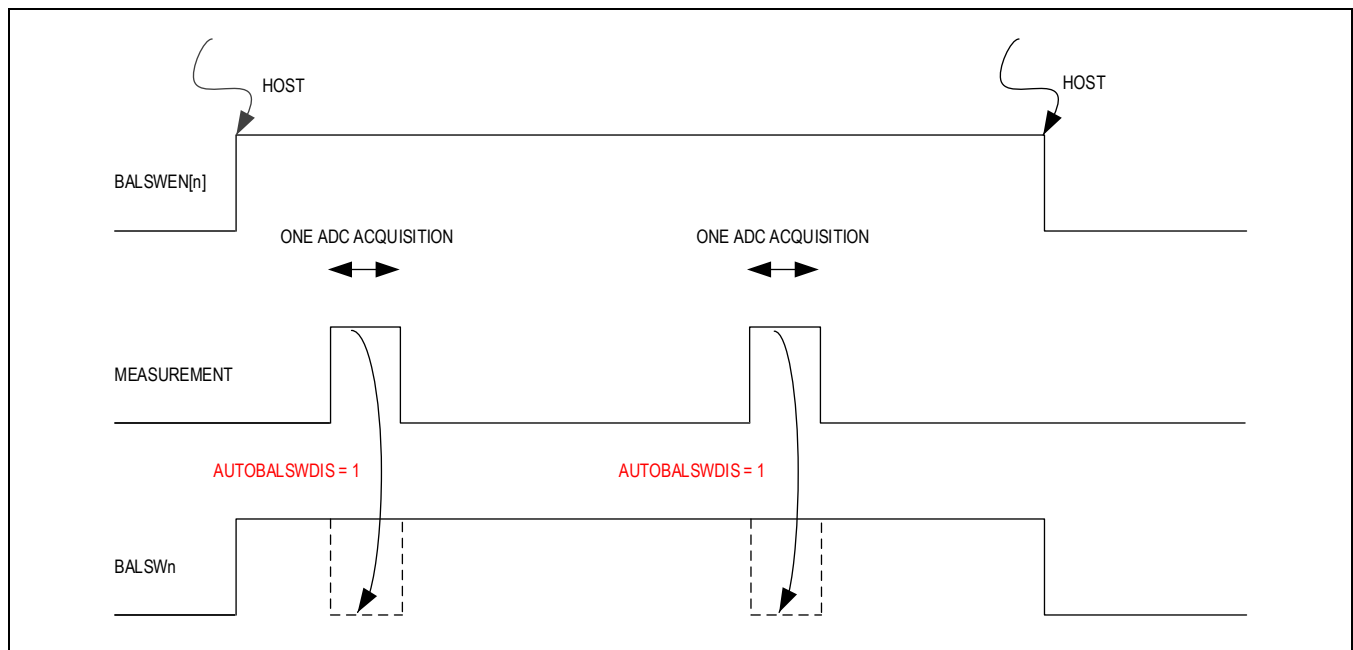 HOST
HOST
BALSWEN[n]
ONE ADC ACQUISITION
ONE ADC ACQUISITION
MEASUREMENT
AUTOBALSWDIS = 1
AUTOBALSWDIS = 1
BALSWn